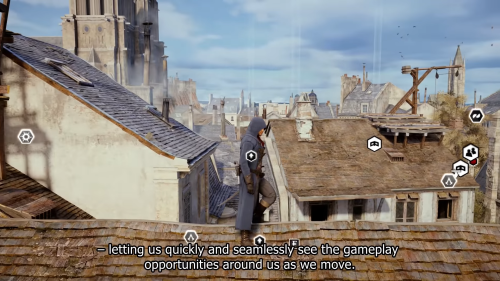 – letting us quickly and seamlessly see the gameplay
opportunities around us as we move.